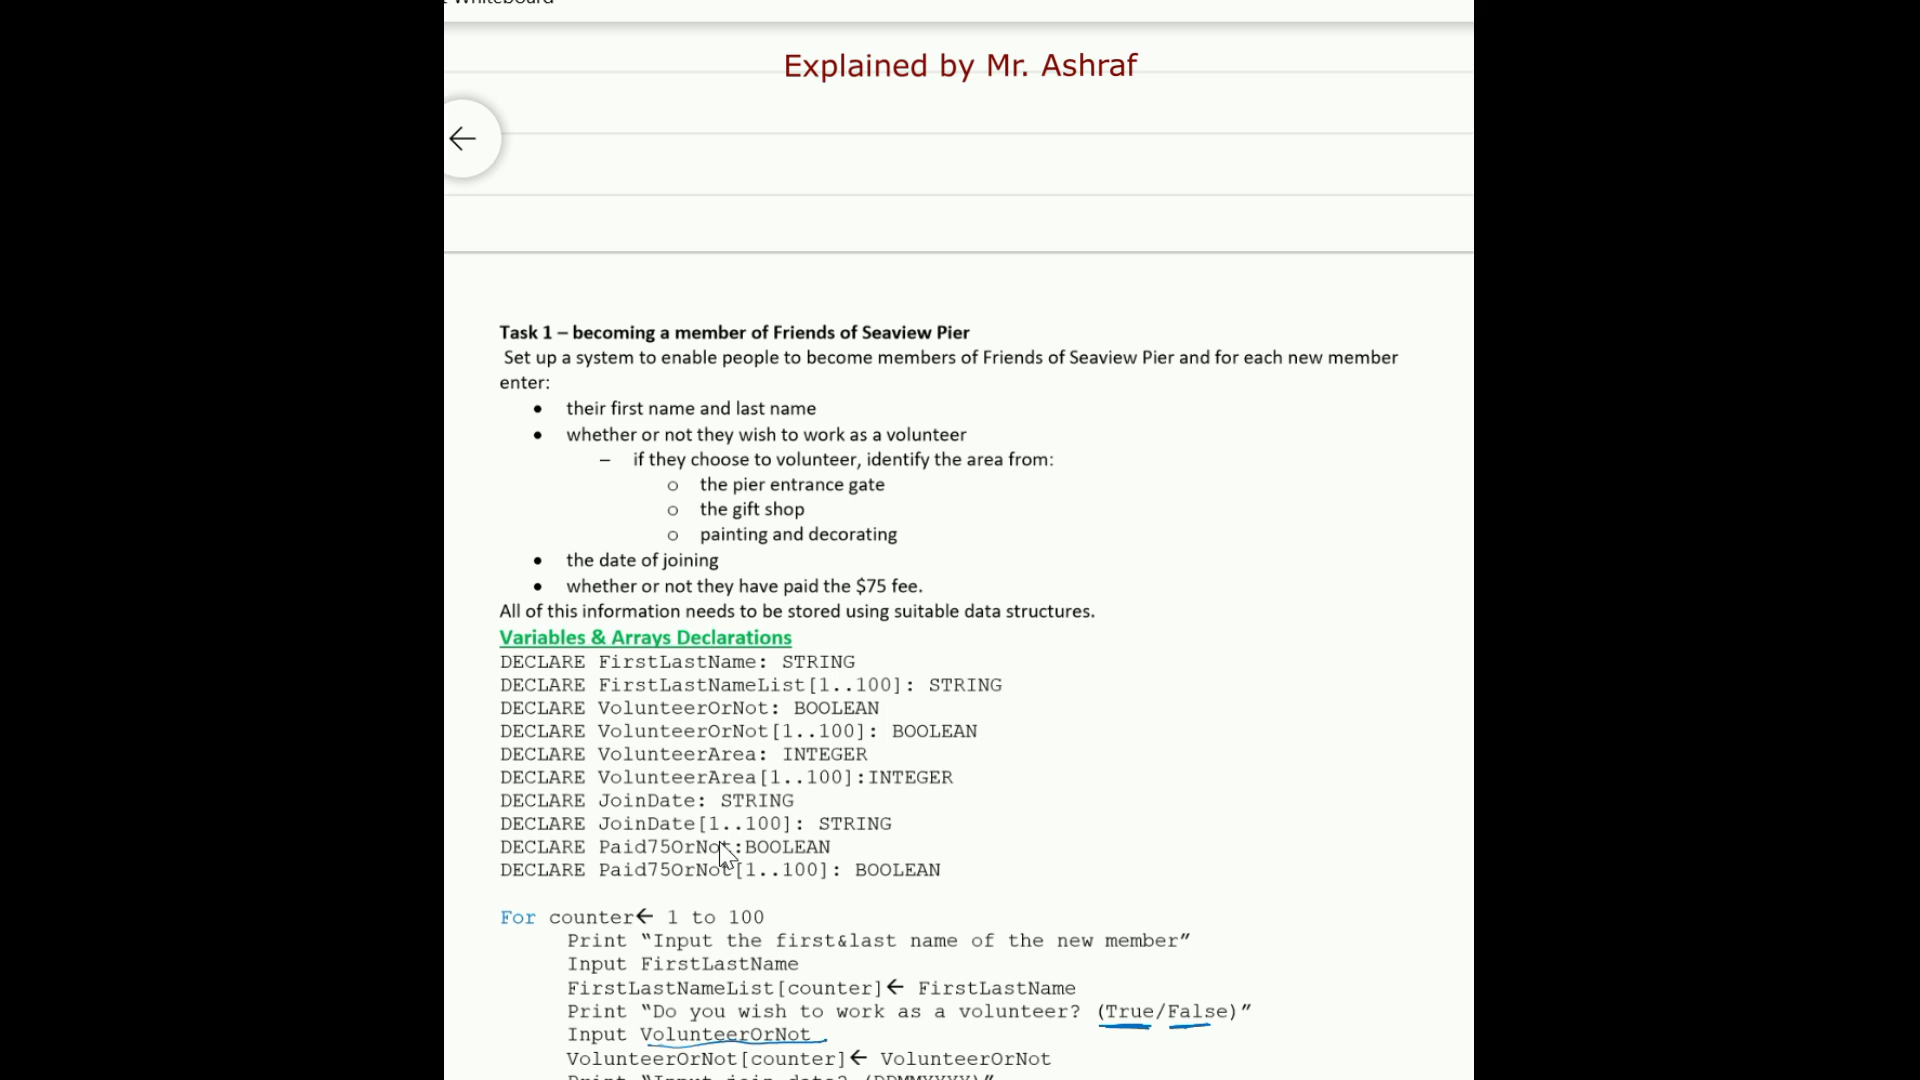 Whiteboard
Explained by Mr. Ashraf
Task 1 – becoming a member of Friends of Seaview Pier
Set up a system to enable people to become members of Friends of Seaview Pier and for each new member
enter:
• their first name and last name
• whether or not they wish to work as a volunteer
– if they choose to volunteer, identify the area from:
o the pier entrance gate
o the gift shop
o painting and decorating
• the date of joining
• whether or not they have paid the $75 fee.
All of this information needs to be stored using suitable data structures.
Variables & Arrays Declarations
DECLARE FirstLastName: STRING
DECLARE FirstLastNameList[1..100]: STRING
DECLARE VolunteerOrNot: BOOLEAN
DECLARE VolunteerOrNot[1..100]: BOOLEAN
DECLARE VolunteerArea: INTEGER
DECLARE VolunteerArea[1..100]:INTEGER
DECLARE JoinDate: STRING
DECLARE JoinDate[1..100]: STRING
DECLARE Paid75OrNot:BOOLEAN
DECLARE Paid75OrNot[1..100]: BOOLEAN
For counter← 1 to 100
Print “Input the first&last name of the new member”
Input FirstLastName
FirstLastNameList[counter]← FirstLastName
Print “Do you wish to work as a volunteer? (True/False)”
Input VolunteerOrNot
VolunteerOrNot[counter]← VolunteerOrNot
Print “Input join date? (DDMMYYYY)”